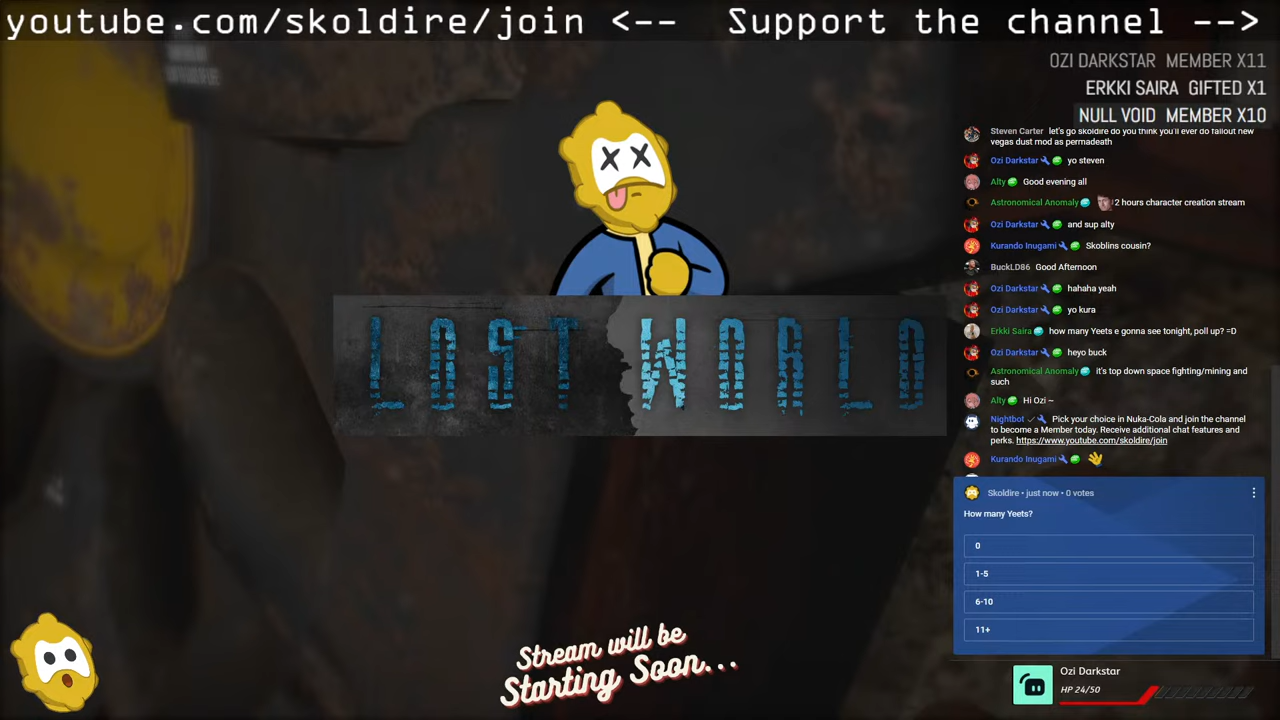 youtube.com/skoldire/join <-- Support the channel -->
OZI DARKSTAR MEMBER X11
ERKKI SAIRA GIFTED X1
NULL VOID MEMBER X10
Steven Carter let's go skoldire do you think you'll ever do fallout new
vegas dust mod as permadeath
Ozi Darkstar yo steven
Alty Good evening all
Astronomical Anomaly 2 hours character creation stream
Ozi Darkstar and sup alty
Kurando Inugami Skoblins cousin?
BuckLD86 Good Afternoon
Ozi Darkstar hahaha yeah
Ozi Darkstar yo kura
Erkki Saira how many Yeets e gonna see tonight, poll up? =D
Ozi Darkstar heyo buck
Astronomical Anomaly it's top down space fighting/mining and
such
Alty Hi Ozi ~
Nightbot Pick your choice in Nuka-Cola and join the channel
to become a Member today. Receive additional chat features and
perks. https://www.youtube.com/skoldire/join
Kurando Inugami
LOST WORLD
Skoldire • just now • 0 votes
How many Yeets?
0
1-5
6-10
11+
Stream will be
Starting Soon...
Ozi Darkstar
HP 24/50